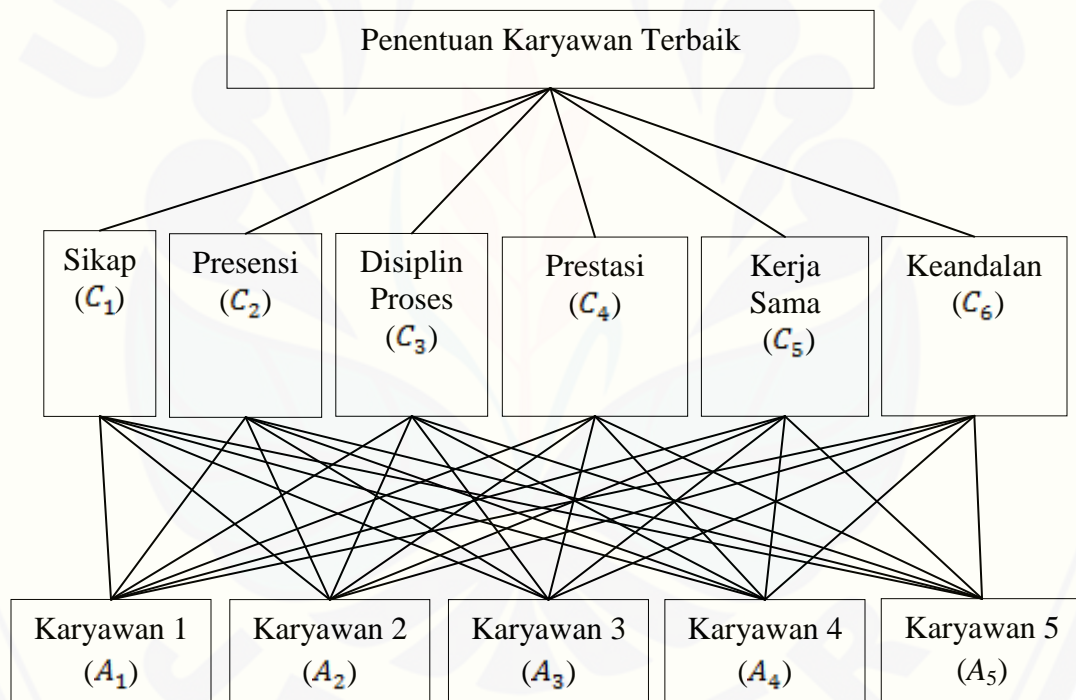 Penentuan Karyawan Terbaik
Sikap
(C₁)
Presensi
(C₂)
Disiplin
Proses
(C₃)
Prestasi
(C₄)
Kerja
Sama
(C₅)
Keandalan
(C₆)
Karyawan 1
(A₁)
Karyawan 2
(A₂)
Karyawan 3
(A₃)
Karyawan 4
(A₄)
Karyawan 5
(A₅)